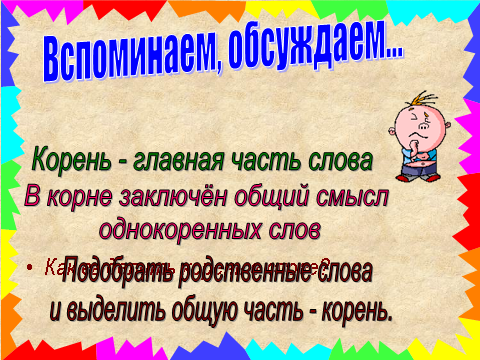 Вспоминаем, обсуждаем...
Корень - главная часть слова
В корне заключён общий смысл
однокоренных слов
Подобрать родственные слова
и выделить общую часть - корень.